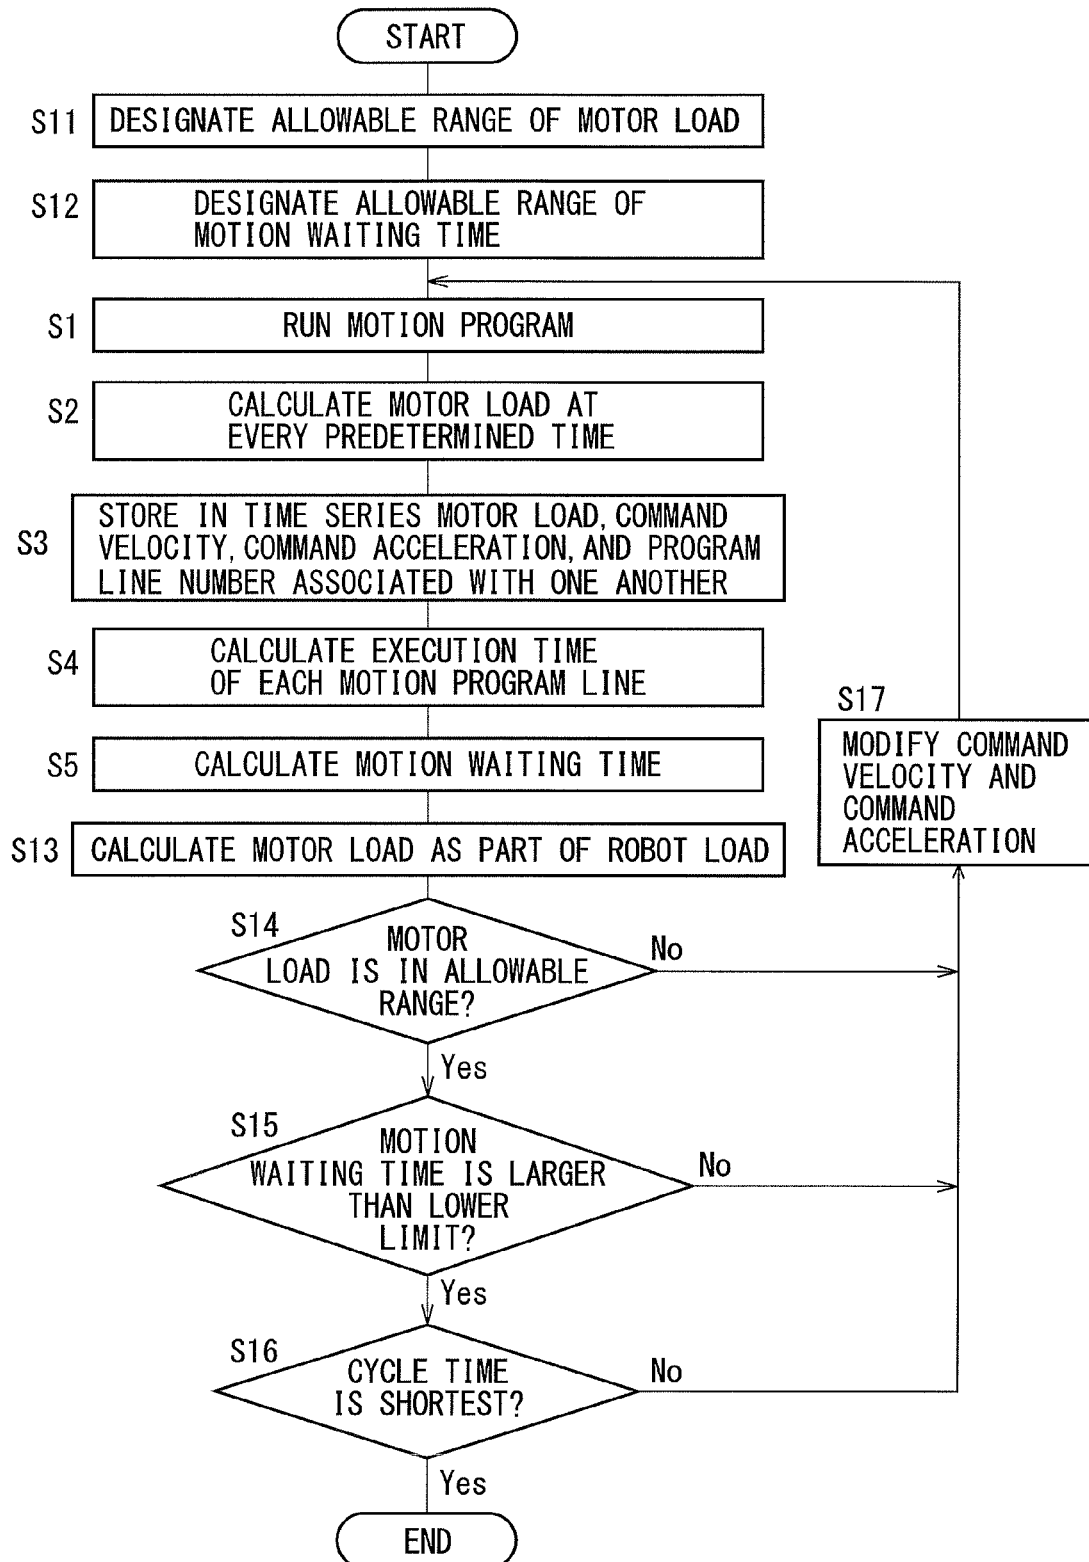 START
S11
DESIGNATE ALLOWABLE RANGE OF MOTOR LOAD
S12
DESIGNATE ALLOWABLE RANGE OF
MOTION WAITING TIME
S1
RUN MOTION PROGRAM
S2
CALCULATE MOTOR LOAD AT
EVERY PREDETERMINED TIME
S3
STORE IN TIME SERIES MOTOR LOAD, COMMAND
VELOCITY, COMMAND ACCELERATION, AND PROGRAM
LINE NUMBER ASSOCIATED WITH ONE ANOTHER
S4
CALCULATE EXECUTION TIME
OF EACH MOTION PROGRAM LINE
S5
CALCULATE MOTION WAITING TIME
S13
CALCULATE MOTOR LOAD AS PART OF ROBOT LOAD
S17
MODIFY COMMAND
VELOCITY AND
COMMAND
ACCELERATION
S14
MOTOR
LOAD IS IN ALLOWABLE
RANGE?
No
Yes
S15
MOTION
WAITING TIME IS LARGER
THAN LOWER
LIMIT?
No
Yes
S16
CYCLE TIME
IS SHORTEST?
No
Yes
END